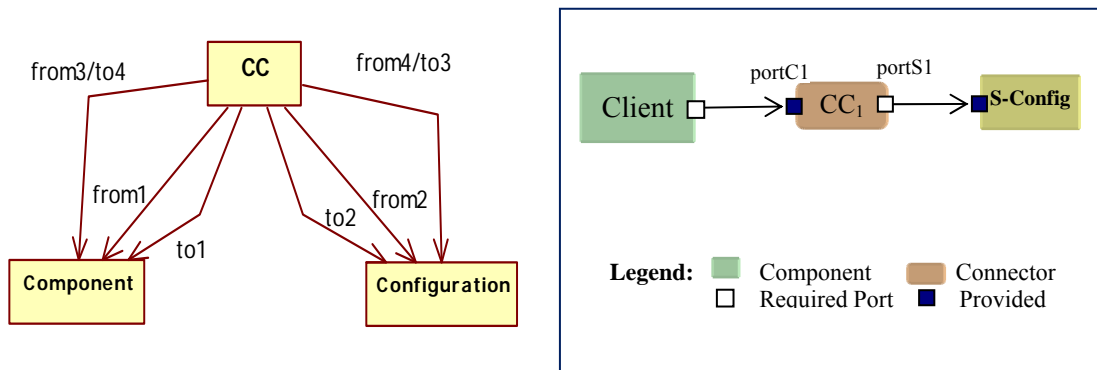 CC
from3/to4
from4/to3
from1
from2
to2
to1
Component
Configuration
portC1
portS1
Client
CC1
S-Config
Legend:
Component
Connector
Required Port
Provided